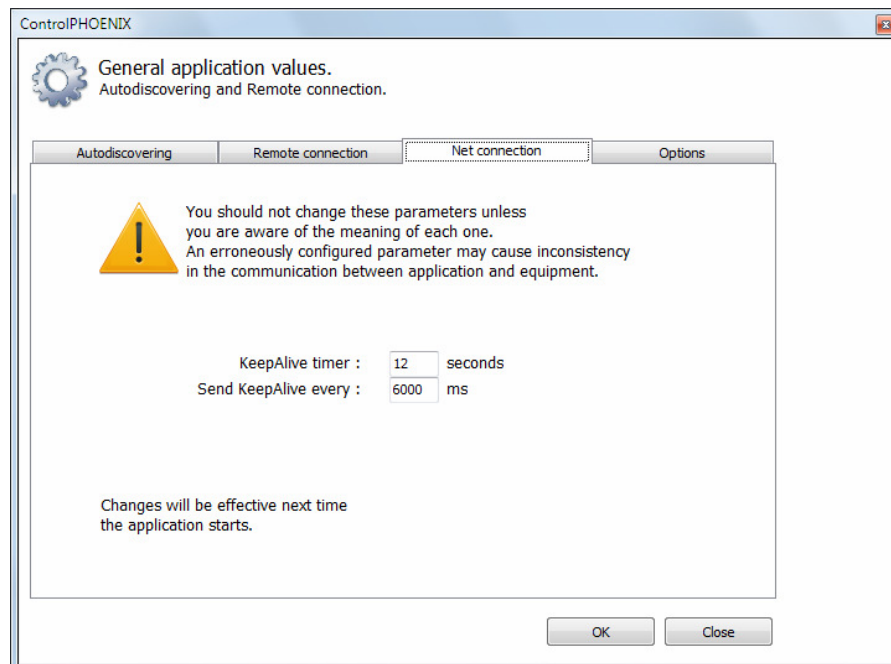 ControlPHOENIX
General application values.
Autodiscovering and Remote connection.
Autodiscovering Remote connection Net connection Options
You should not change these parameters unless
you are aware of the meaning of each one.
An erroneously configured parameter may cause inconsistency
in the communication between application and equipment.
KeepAlive timer : 12 seconds
Send KeepAlive every : 6000 ms
Changes will be effective next time
the application starts.
OK Close